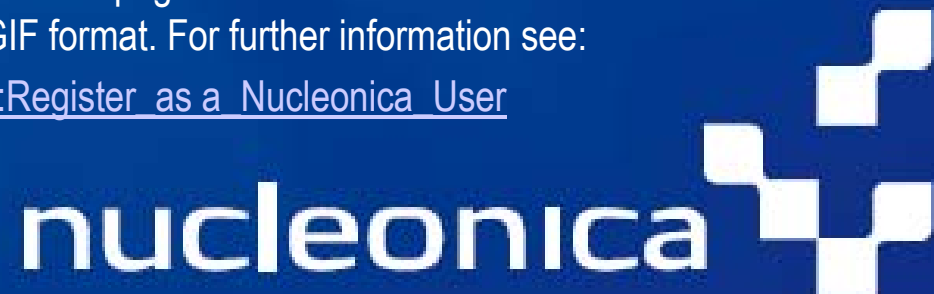 GIF format. For further information see:
:Register_as a_Nucleonica_User
nucleonica